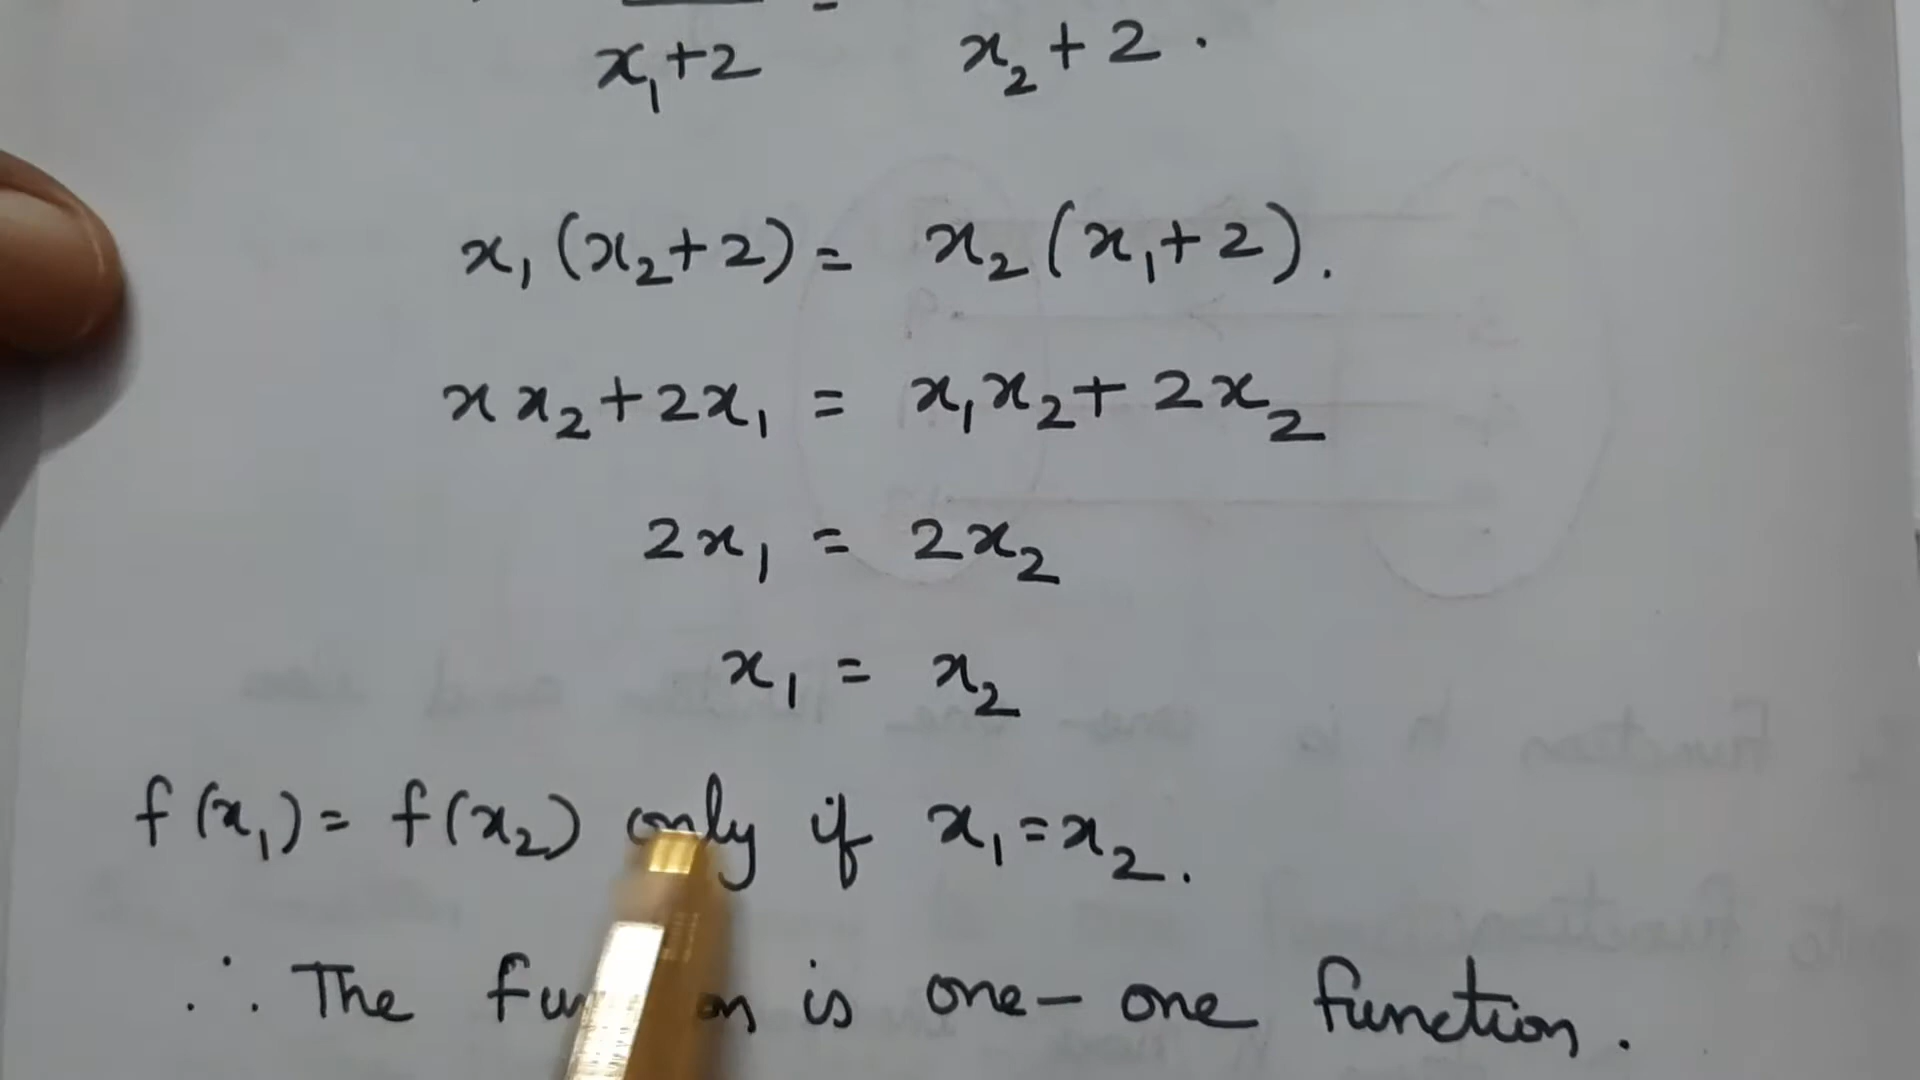 x₁+2 x₂+2.
x₁(x₂+2) = x₂(x₁+2).
x x₂+2x₁ = x₁x₂+2x₂
2x₁ = 2x₂
x₁ = x₂
f(x₁) = f(x₂) only if x₁=x₂.
∴ The is one-one function.